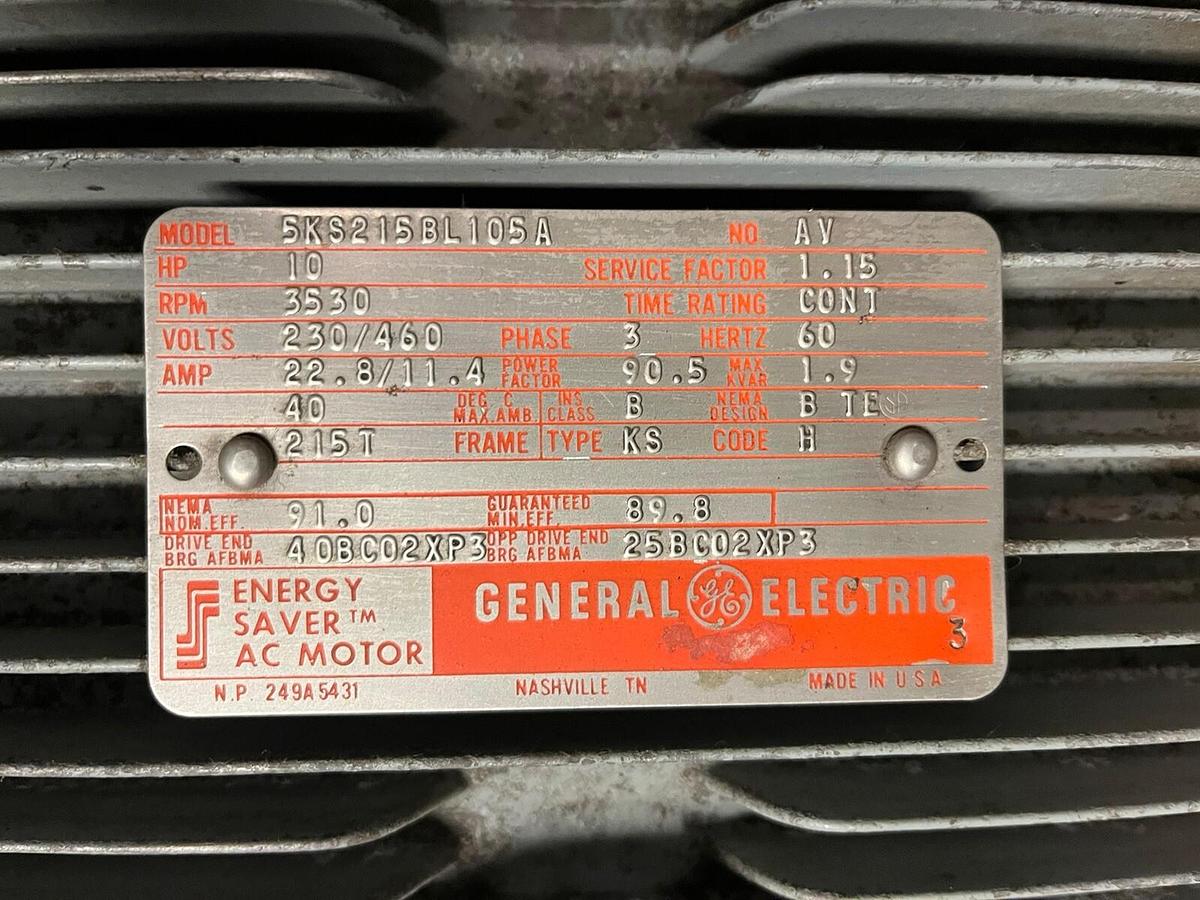 MODEL 5KS215BL105A NO. AV
HP 10 SERVICE FACTOR 1.15
RPM 3530 TIME RATING CONT
VOLTS 230/460 PHASE 3 HERTZ 60
AMP 22.8/11.4 POWER FACTOR 90.5 MAX KVAR 1.9
40 DEG C MAX.AMB. INS CLASS B NEMA DESIGN B TE
215T FRAME TYPE KS CODE H
NEMA NOM.EFF. 91.0 GUARANTEED MIN.EFF. 89.8
DRIVE END BRG AFBMA 40BC02XP3 OPP DRIVE END BRG AFBMA 25BC02XP3
ENERGY
SAVER™
AC MOTOR
GENERAL GE ELECTRIC
3
N.P. 249A5431 NASHVILLE TN MADE IN U S A